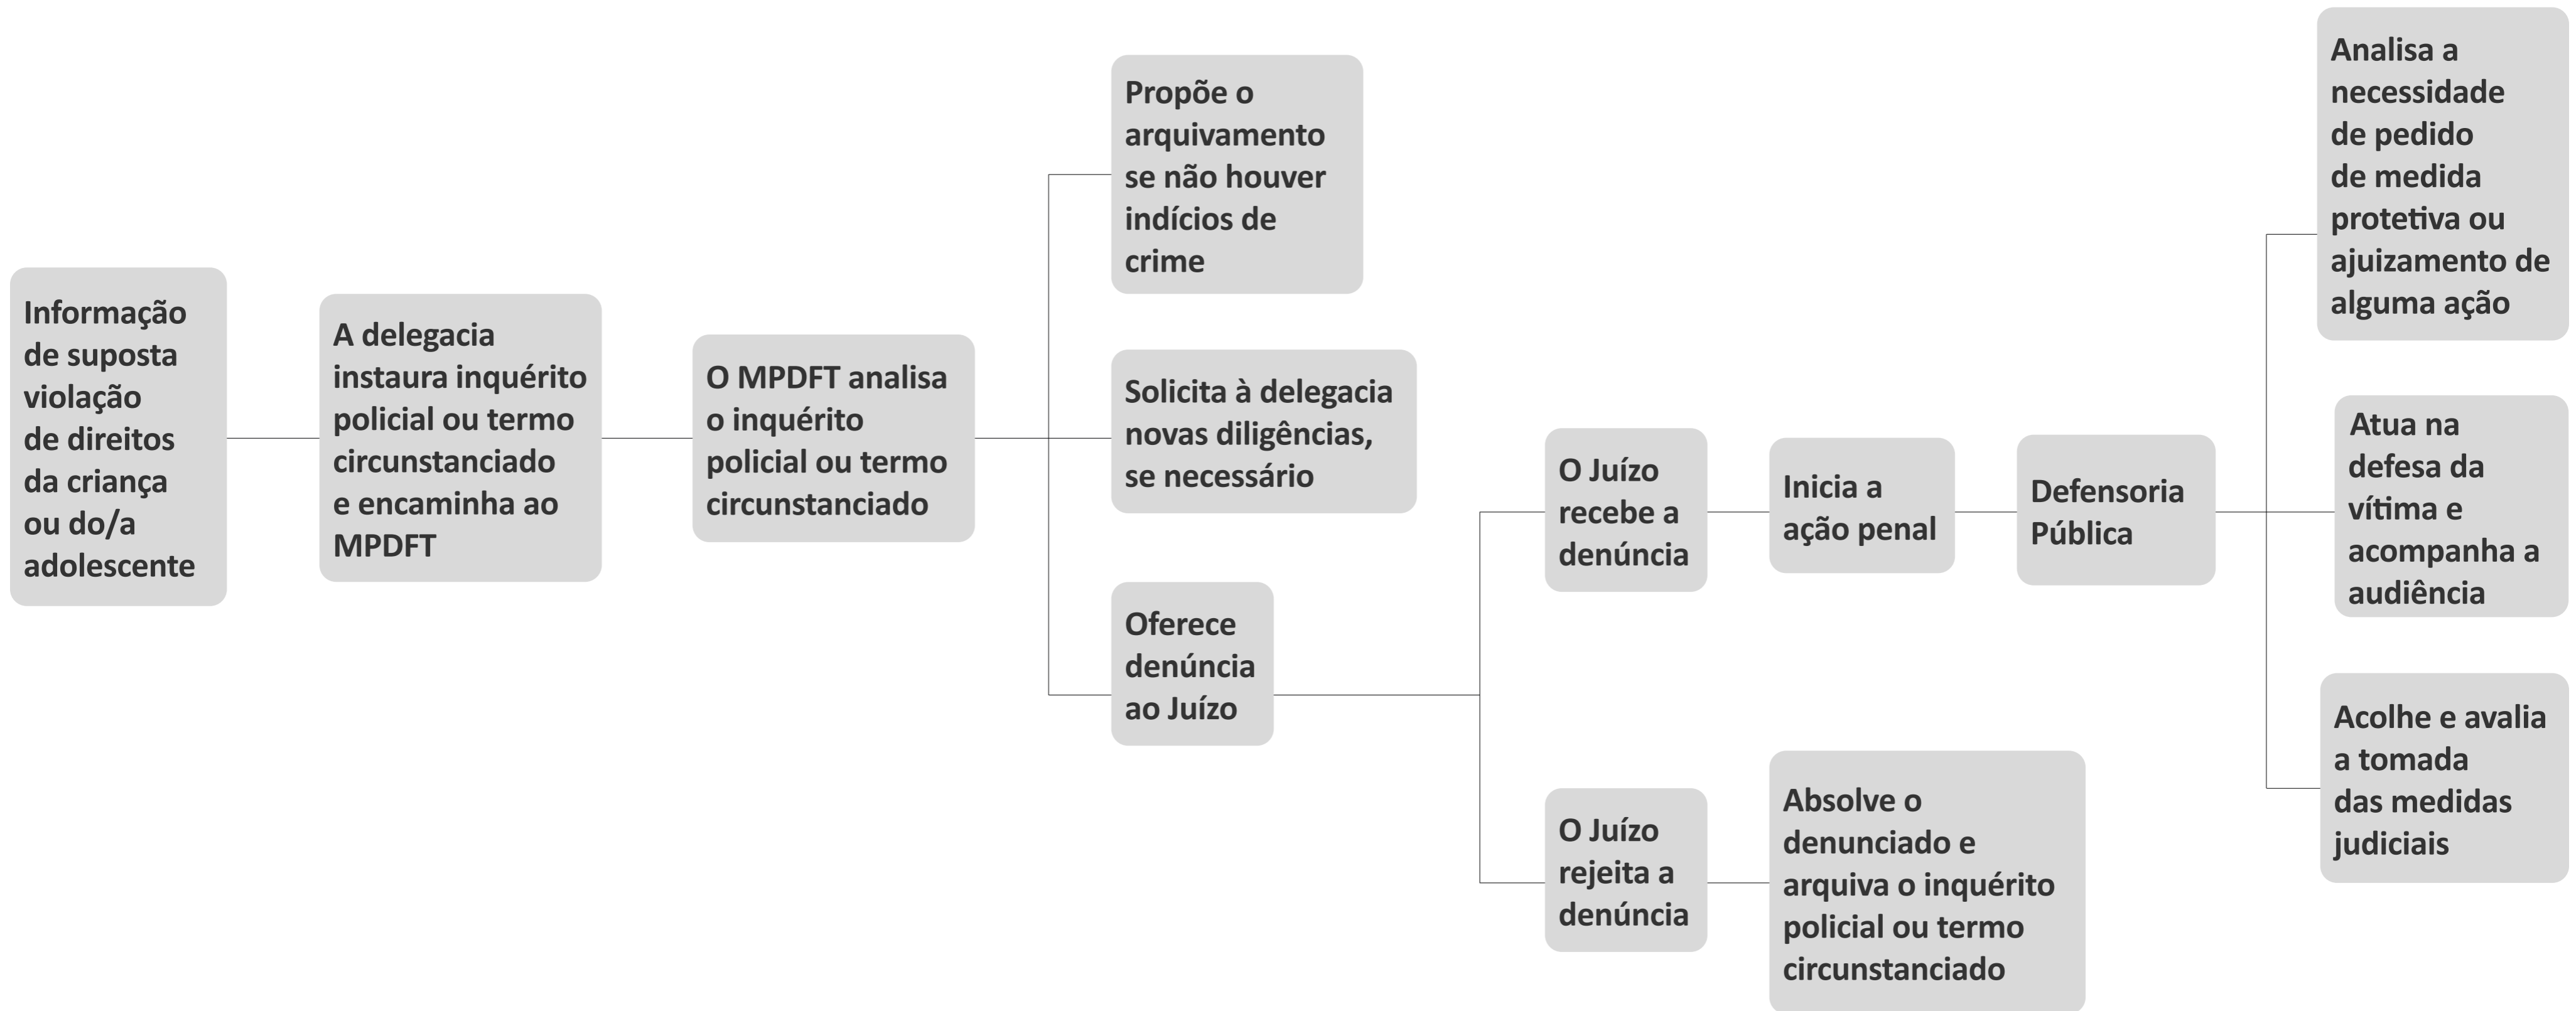 Informação
de suposta
violação
de direitos
da criança
ou do/a
adolescente
A delegacia
instaura inquérito
policial ou termo
circunstanciado
e encaminha ao
MPDFT
O MPDFT analisa
o inquérito
policial ou termo
circunstanciado
Propõe o
arquivamento
se não houver
indícios de
crime
Solicita à delegacia
novas diligências,
se necessário
Oferece
denúncia
ao Juízo
O Juízo
recebe a
denúncia
Inicia a
ação penal
Defensoria
Pública
Analisa a
necessidade
de pedido
de medida
protetiva ou
ajuizamento de
alguma ação
Atua na
defesa da
vítima e
acompanha a
audiência
Acolhe e avalia
a tomada
das medidas
judiciais
O Juízo
rejeita a
denúncia
Absolve o
denunciado e
arquiva o inquérito
policial ou termo
circunstanciado